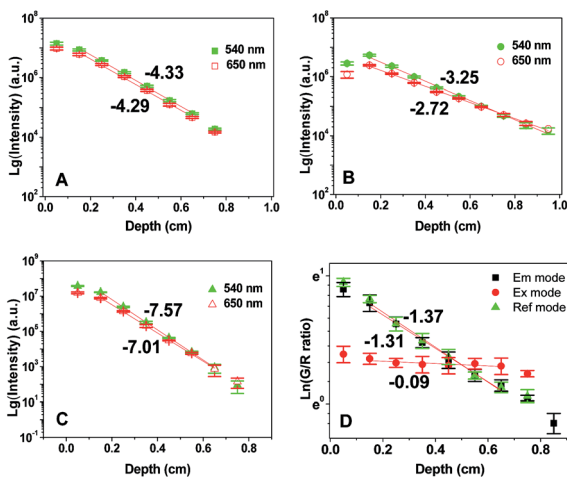 10⁸
10⁶
10⁴
10²
Lg(Intensity) (a.u.)
540 nm
650 nm
-4.33
-4.29
A
0.0 0.2 0.4 0.6 0.8 1.0
Depth (cm)
10⁸
10⁶
10⁴
10²
Lg(Intensity) (a.u.)
540 nm
650 nm
-3.25
-2.72
B
0.0 0.2 0.4 0.6 0.8 1.0
Depth (cm)
10⁹
10⁷
10⁵
10³
10¹
10⁻¹
Lg(Intensity) (a.u.)
540 nm
650 nm
-7.57
-7.01
C
0.0 0.2 0.4 0.6 0.8
Depth (cm)
e¹
e⁰
Ln(G/R ratio)
Em mode
Ex mode
Ref mode
-1.37
-1.31
-0.09
D
0.0 0.2 0.4 0.6 0.8
Depth (cm)